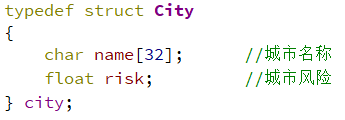 typedef struct City
{
    char name[32];      //城市名称
    float risk;         //城市风险
} city;